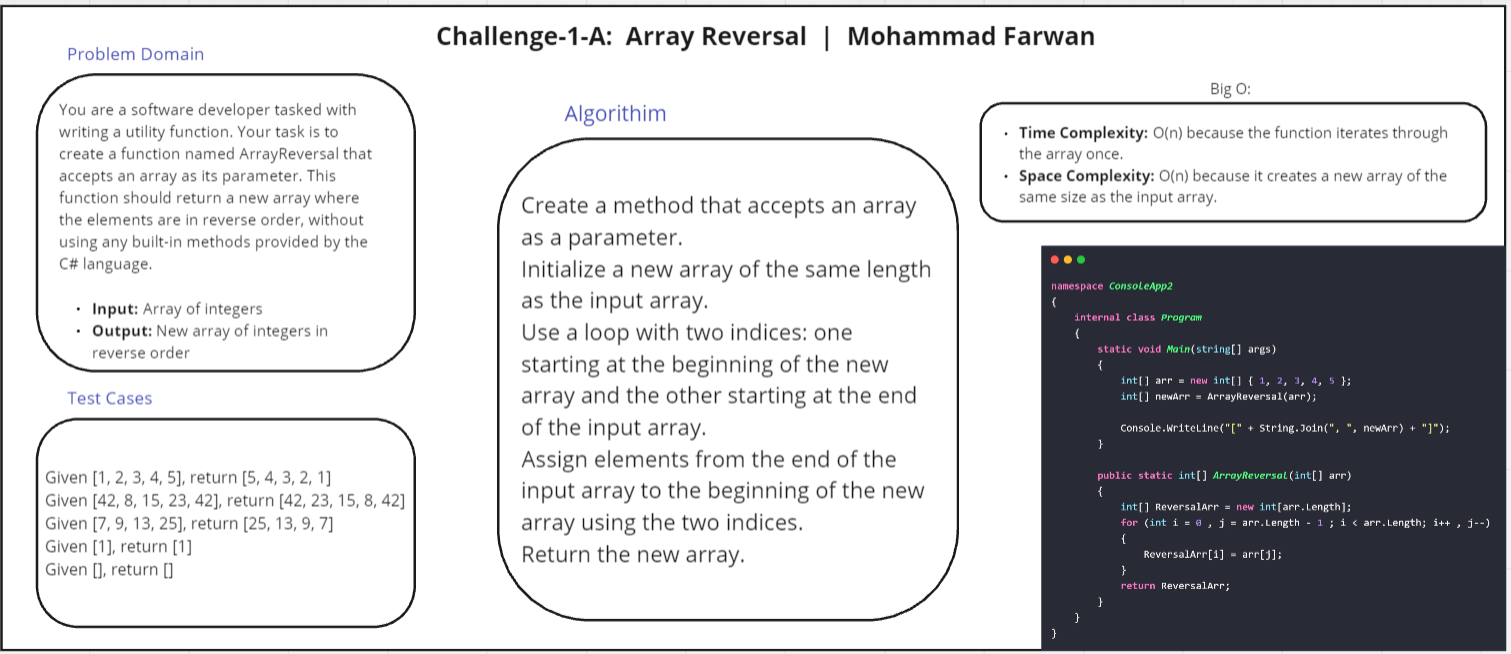 Challenge-1-A: Array Reversal | Mohammad Farwan
Problem Domain
You are a software developer tasked with
writing a utility function. Your task is to
create a function named ArrayReversal that
accepts an array as its parameter. This
function should return a new array where
the elements are in reverse order, without
using any built-in methods provided by the
C# language.
• Input: Array of integers
• Output: New array of integers in
reverse order
Test Cases
Given [1, 2, 3, 4, 5], return [5, 4, 3, 2, 1]
Given [42, 8, 15, 23, 42], return [42, 23, 15, 8, 42]
Given [7, 9, 13, 25], return [25, 13, 9, 7]
Given [1], return [1]
Given [], return []
Algorithim
Create a method that accepts an array
as a parameter.
Initialize a new array of the same length
as the input array.
Use a loop with two indices: one
starting at the beginning of the new
array and the other starting at the end
of the input array.
Assign elements from the end of the
input array to the beginning of the new
array using the two indices.
Return the new array.
Big O:
• Time Complexity: O(n) because the function iterates through
the array once.
• Space Complexity: O(n) because it creates a new array of the
same size as the input array.
namespace ConsoleApp2
{
internal class Program
{
static void Main(string[] args)
{
int[] arr = new int[] { 1, 2, 3, 4, 5 };
int[] newArr = ArrayReversal(arr);
Console.WriteLine("[" + String.Join(", ", newArr) + "]");
}
public static int[] ArrayReversal(int[] arr)
{
int[] ReversalArr = new int[arr.Length];
for (int i = 0 , j = arr.Length - 1 ; i < arr.Length; i++ , j--)
{
ReversalArr[i] = arr[j];
}
return ReversalArr;
}
}
}